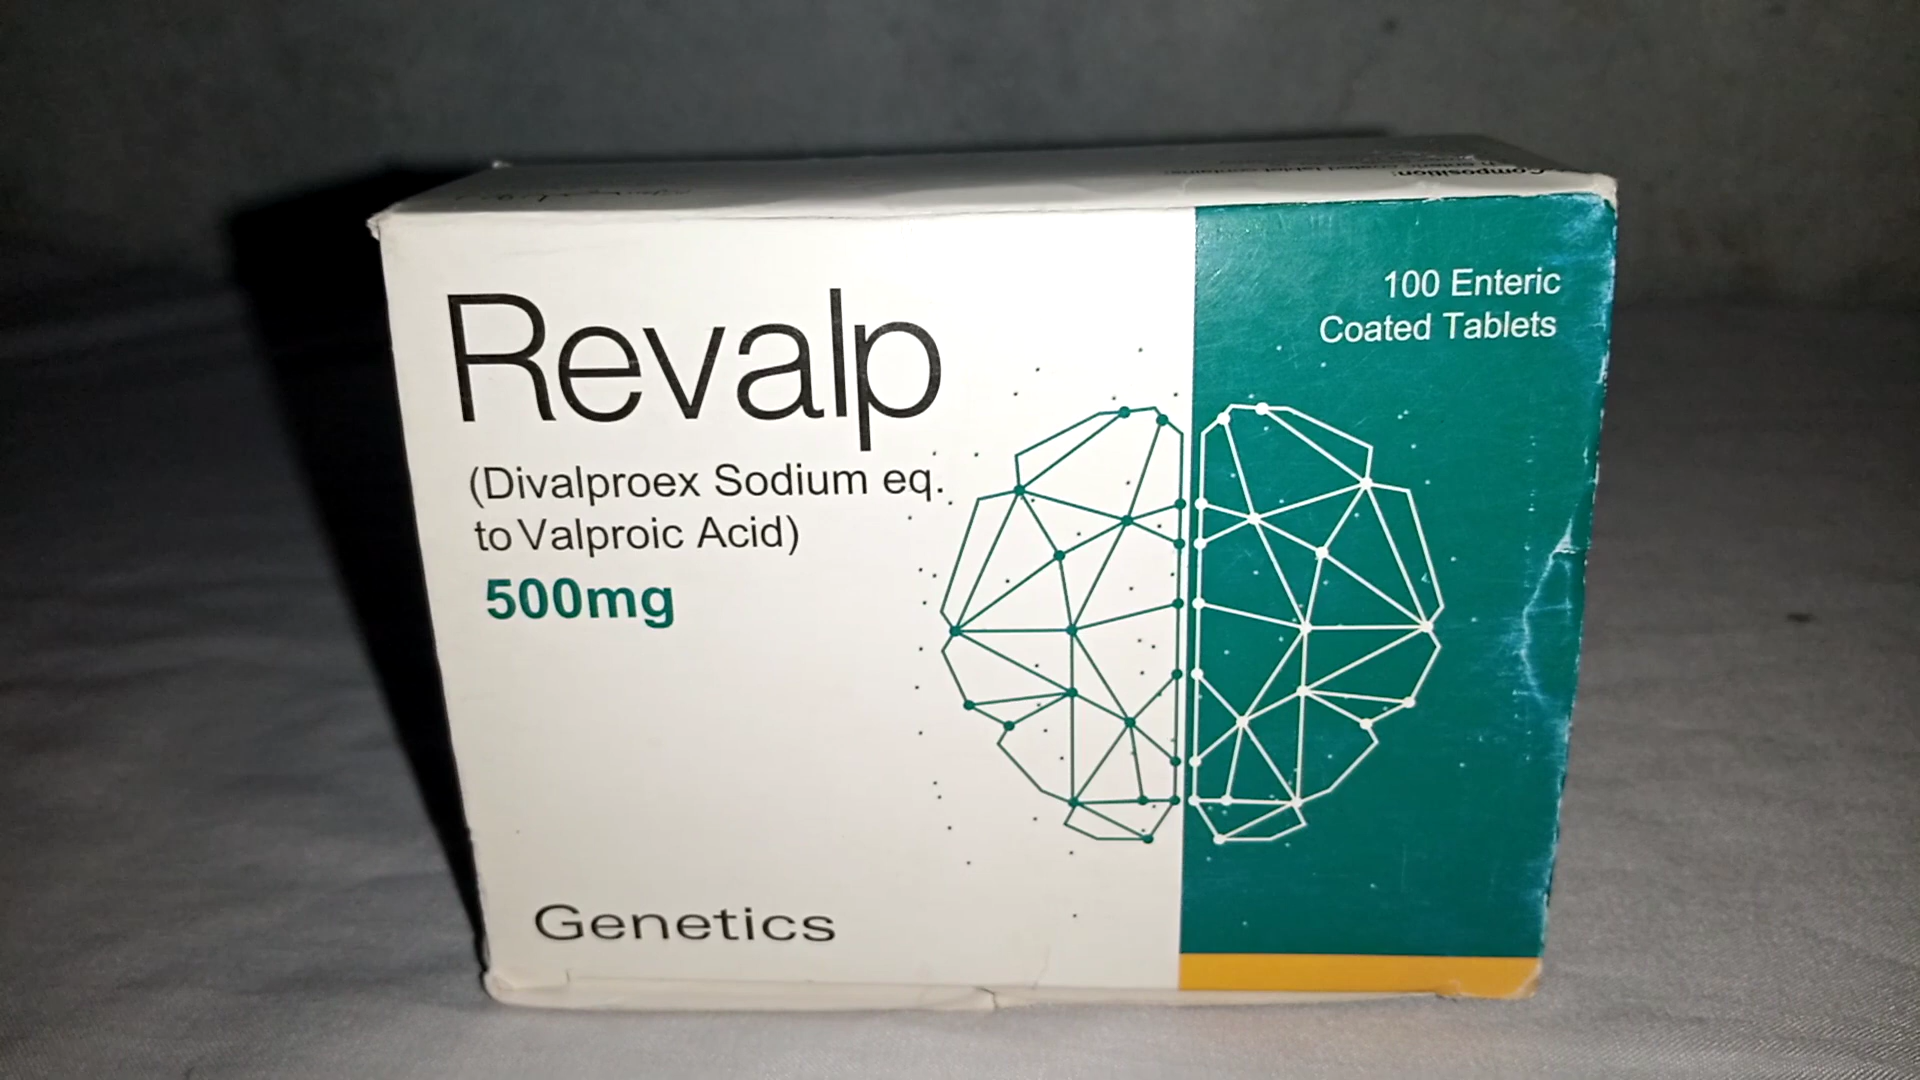 Composition:
Revalp
(Divalproex Sodium eq.
to Valproic Acid)
500mg
100 Enteric
Coated Tablets
Genetics